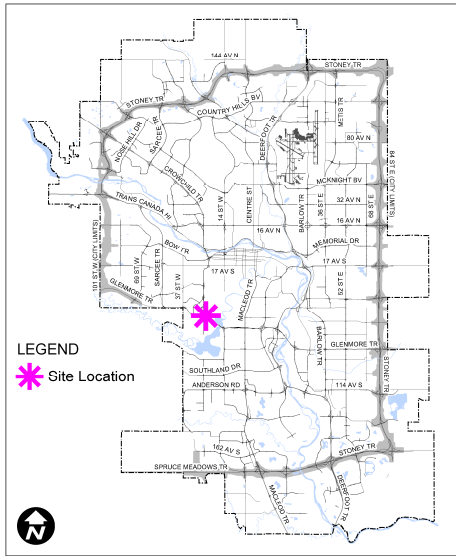 144 AV N
STONEY TR
STONEY TR
COUNTRY HILLS BV
METIS TR
NOSE HILL DR
SARCEE TR
DEERFOOT TR
80 AV N
CROWCHILD TR
MCKNIGHT BV
84 ST E (CITY LIMITS)
TRANS CANADA HI
14 ST W
CENTRE ST
BARLOW TR
36 ST E
32 AV N
68 ST E
16 AV N
16 AV N
101 ST W (CITY LIMITS)
BOW TR
MEMORIAL DR
69 ST W
SARCEE TR
37 ST W
17 AV S
17 AV S
MACLEOD TR
52 ST E
GLENMORE TR
LEGEND
Site Location
BARLOW TR
GLENMORE TR
STONEY TR
SOUTHLAND DR
ANDERSON RD
114 AV S
162 AV S
STONEY TR
SPRUCE MEADOWS TR
MACLEOD TR
DEERFOOT TR
N